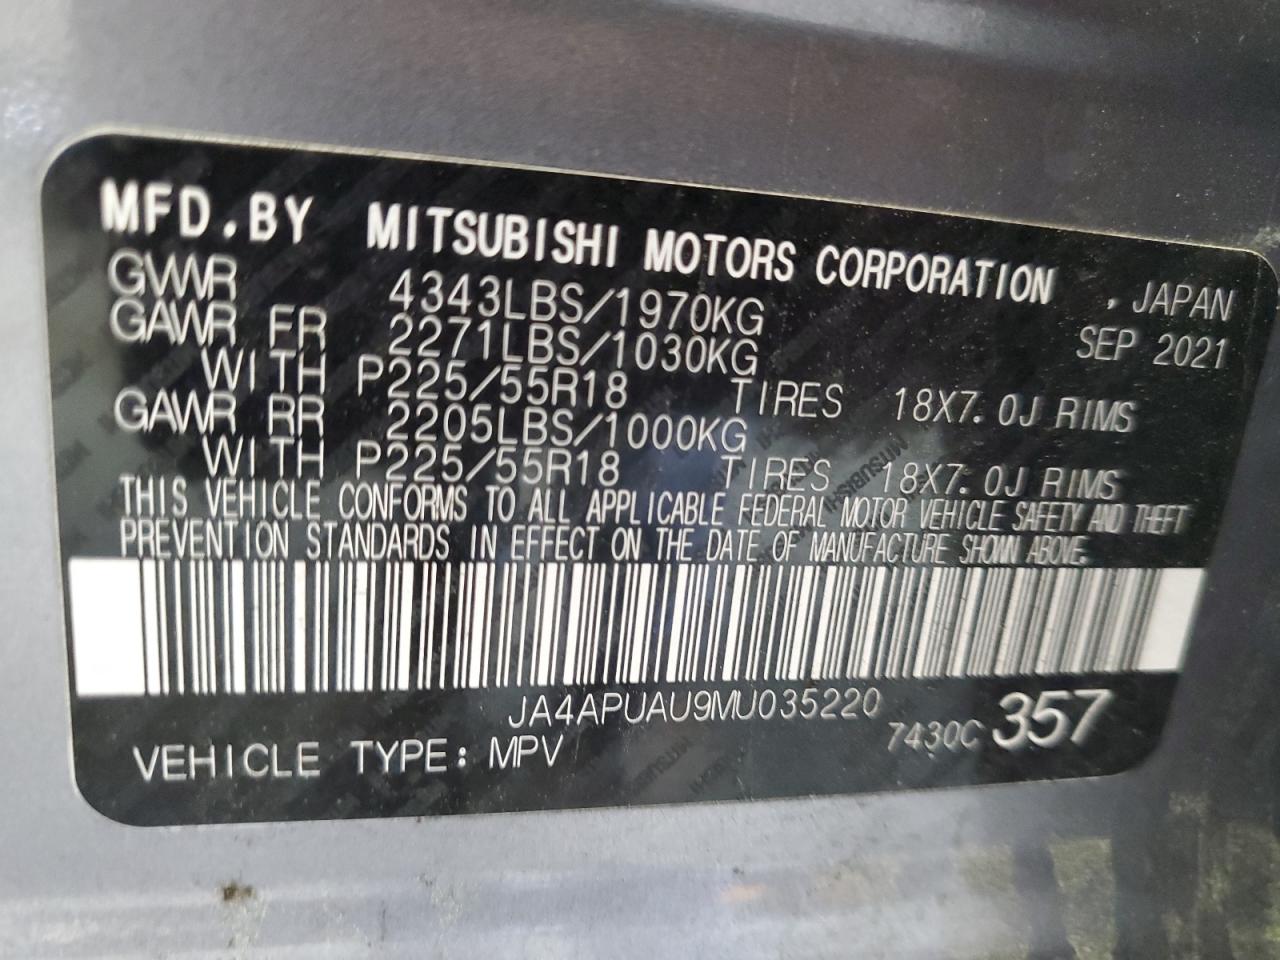 MFD.BY MITSUBISHI MOTORS CORPORATION , JAPAN
GVWR 4343LBS/1970KG SEP 2021
GAWR FR 2271LBS/1030KG
WITH P225/55R18 TIRES 18X7.0J RIMS
GAWR RR 2205LBS/1000KG
WITH P225/55R18 TIRES 18X7.0J RIMS
THIS VEHICLE CONFORMS TO ALL APPLICABLE FEDERAL MOTOR VEHICLE SAFETY AND THEFT
PREVENTION STANDARDS IN EFFECT ON THE DATE OF MANUFACTURE SHOWN ABOVE.
JA4APUAU9MU035220
7430C 357
VEHICLE TYPE: MPV